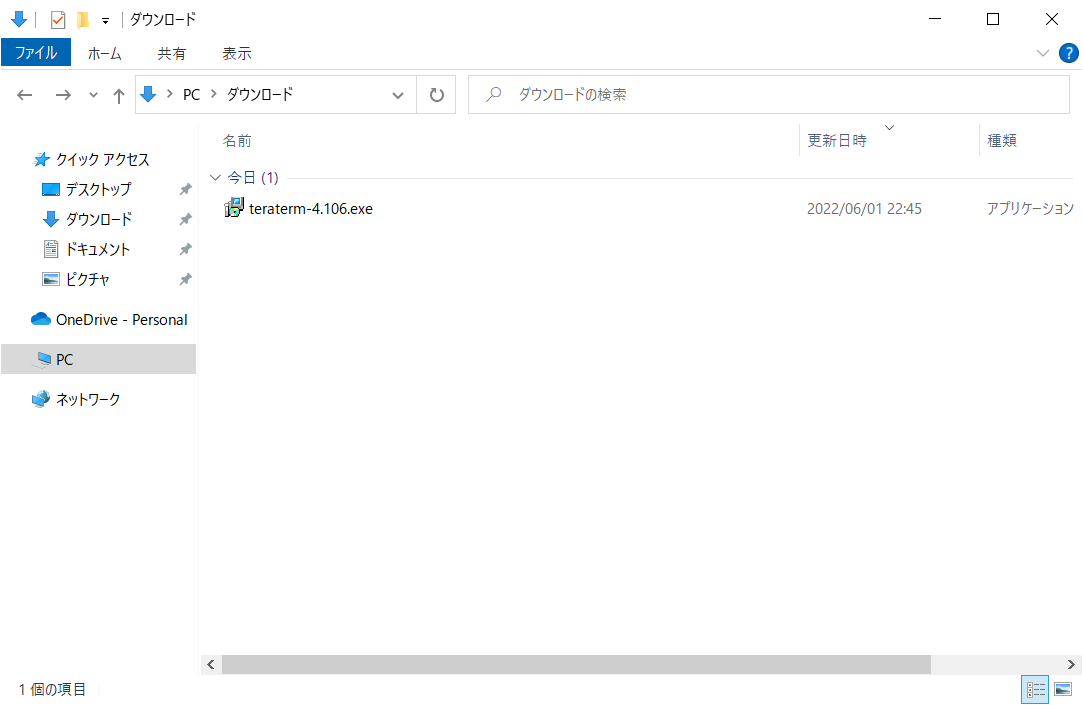 ダウンロード
ファイル ホーム 共有 表示 ?
PC ダウンロード ダウンロードの検索
名前 更新日時 種類
クイック アクセス
今日 (1)
デスクトップ
teraterm-4.106.exe 2022/06/01 22:45 アプリケーション
ダウンロード
ドキュメント
ピクチャ
OneDrive - Personal
PC
ネットワーク
1 個の項目